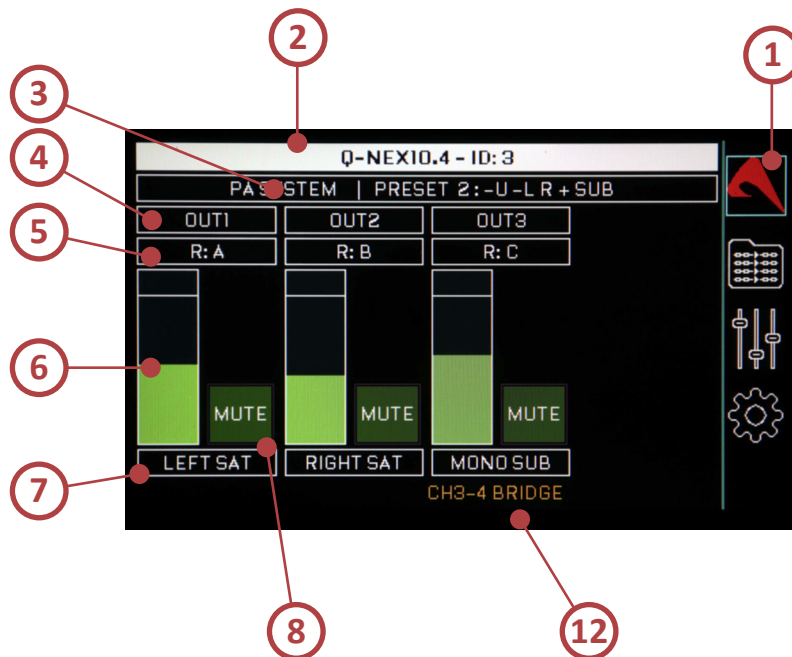 2
1
3
4
5
6
7
8
12
Q-NEX10.4 - ID: 3
PA S STEM | PRESET 2: -U -L R + SUB
OUT1 OUT2 OUT3
R: A R: B R: C
MUTE MUTE MUTE
LEFT SAT RIGHT SAT MONO SUB
CH3-4 BRIDGE